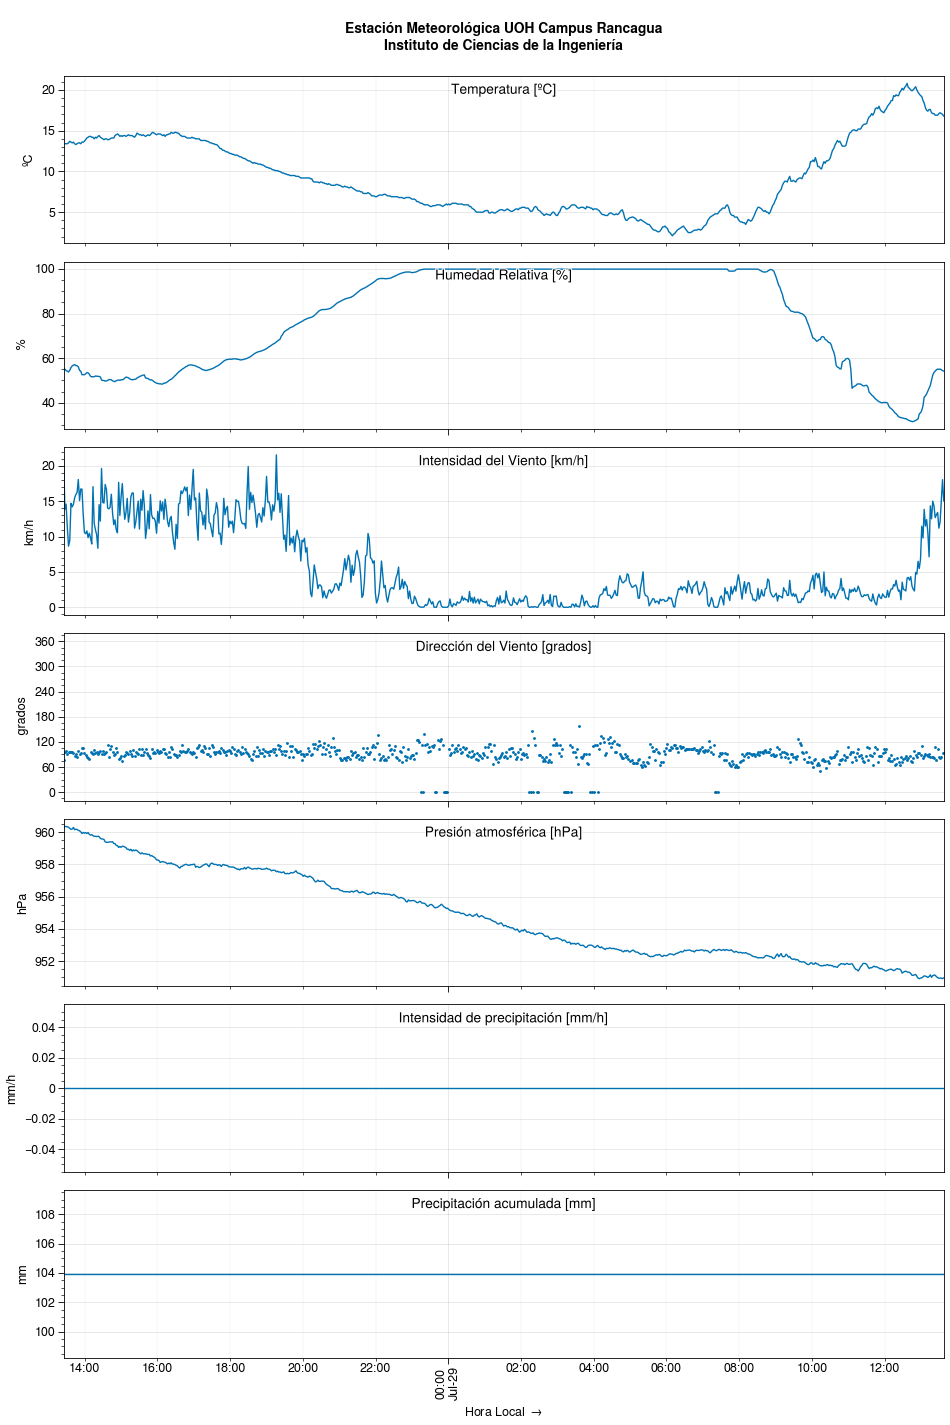 Estación Meteorológica UOH Campus Rancagua
Instituto de Ciencias de la Ingeniería
Temperatura [ºC]
ºC
20
15
10
5
Humedad Relativa [%]
%
100
80
60
40
Intensidad del Viento [km/h]
km/h
20
15
10
5
0
Dirección del Viento [grados]
grados
360
300
240
180
120
60
0
Presión atmosférica [hPa]
hPa
960
958
956
954
952
Intensidad de precipitación [mm/h]
mm/h
0.04
0.02
0
−0.02
−0.04
Precipitación acumulada [mm]
mm
108
106
104
102
100
14:00 16:00 18:00 20:00 22:00 00:00 02:00 04:00 06:00 08:00 10:00 12:00
Jul-29
Hora Local →